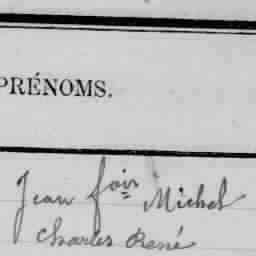 PRÉNOMS.
Jean fois Michel
Charles René